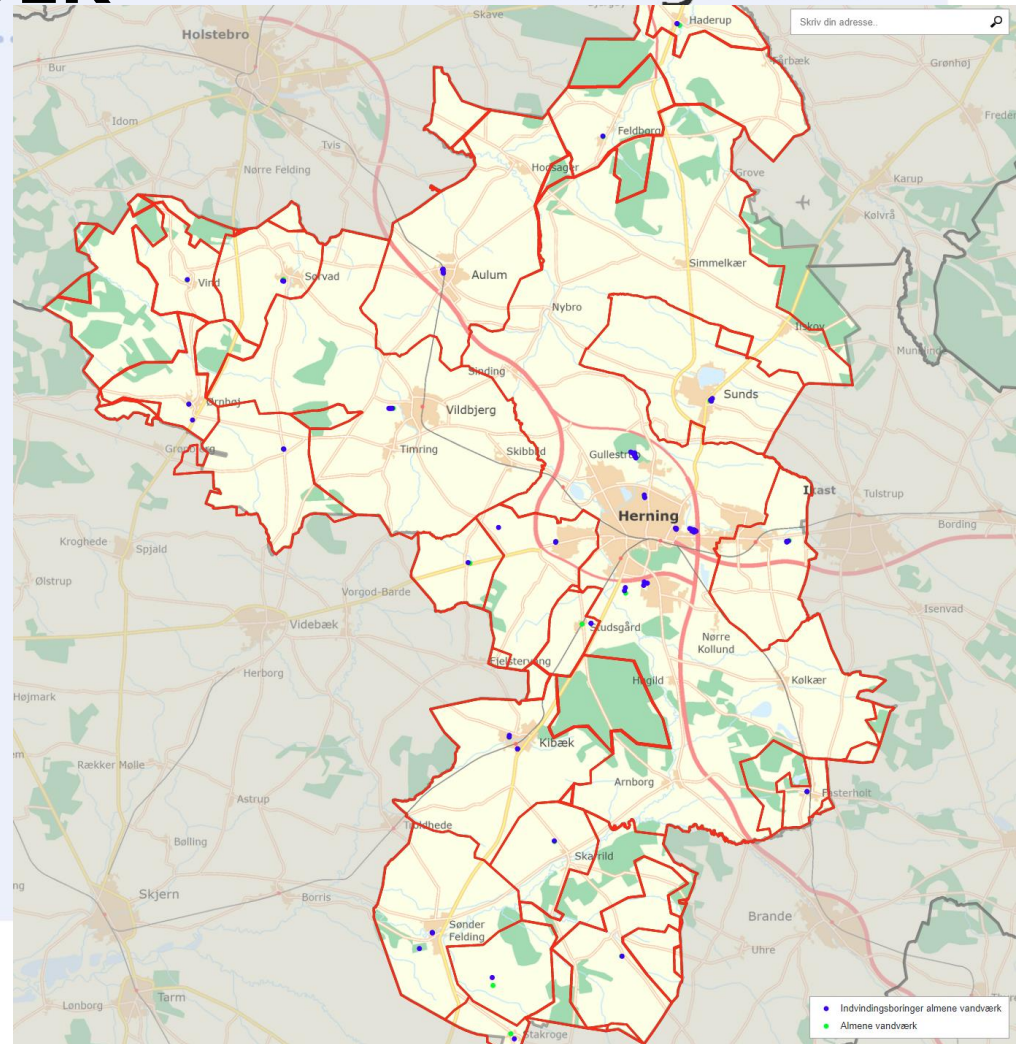 Skriv din adresse..
Skave
Haderup
Holstebro
Fårbæk
Grønhøj
Bur
Idom
Tvis
Feldborg
Nørre Felding
Hodsager
Grove
Karup
Kølvrå
Simmelkær
Vind
Sørvad
Aulum
Nybro
Ilskov
Sinding
Sunds
Ørnhøj
Vildbjerg
Timring
Skibbild
Gullestrup
Ikast
Tulstrup
Herning
Bording
Kroghede
Spjald
Ølstrup
Vorgod-Barde
Videbæk
Isenvad
Studsgård
Nørre
Kollund
Fjelstervang
Herborg
Høgild
Kølkær
Højmark
Kibæk
Rækker Mølle
Arnborg
Fasterholt
Astrup
Troldhede
Bølling
Skarrild
Skjern
Borris
Brande
Sønder
Felding
Uhre
Lønborg
Tarm
Stakroge
Indvindingsboringer almene vandværk
Almene vandværk